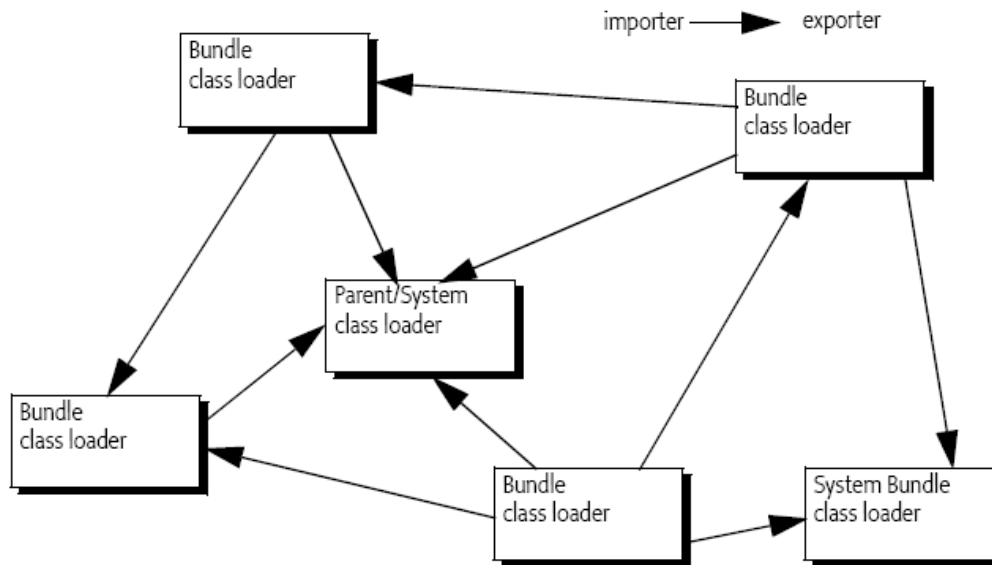 importer exporter
Bundle
class loader
Bundle
class loader
Parent/System
class loader
Bundle
class loader
Bundle
class loader
System Bundle
class loader